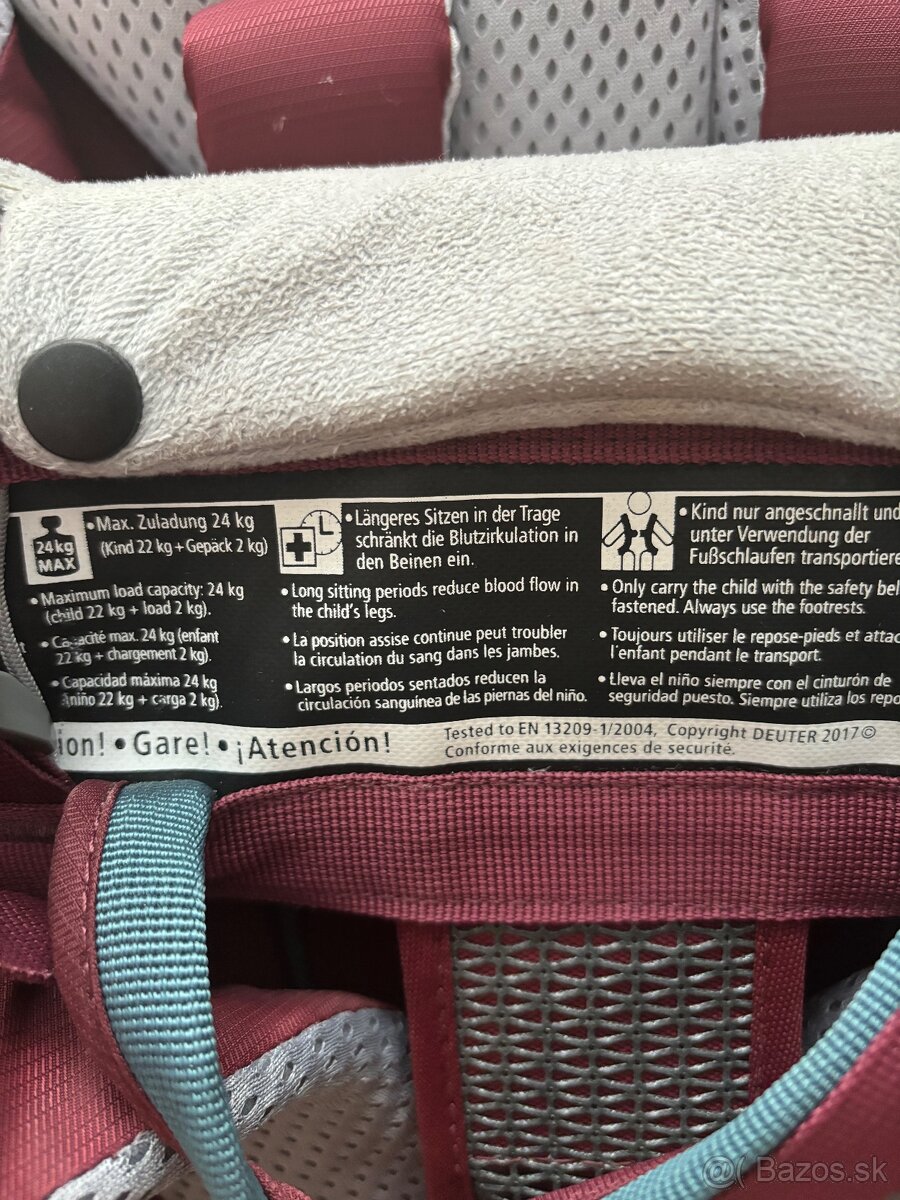 24kg
MAX
•Max. Zuladung 24 kg
(Kind 22 kg + Gepäck 2 kg)
• Maximum load capacity: 24 kg
(child 22 kg + load 2 kg).
• Capacité max. 24 kg (enfant
22 kg + chargement 2 kg).
• Capacidad máxima 24 kg
(niño 22 kg + carga 2 kg).
•Längeres Sitzen in der Trage
schränkt die Blutzirkulation in
den Beinen ein.
• Long sitting periods reduce blood flow in
the child's legs.
• La position assise continue peut troubler
la circulation du sang dans les jambes.
•Largos periodos sentados reducen la
circulación sanguinea de las piernas del niño.
•Kind nur angeschnallt und
unter Verwendung der
Fußschlaufen transportiere
• Only carry the child with the safety bel
fastened. Always use the footrests.
• Toujours utiliser le repose-pieds et attac
l'enfant pendant le transport.
•Lleva el niño siempre con el cinturón de
seguridad puesto. Siempre utiliza los repo
ion! • Gare! • ¡Atención!
Tested to EN 13209-1/2004, Copyright DEUTER 2017©
Conforme aux exigences de securité.
@( Bazos.sk